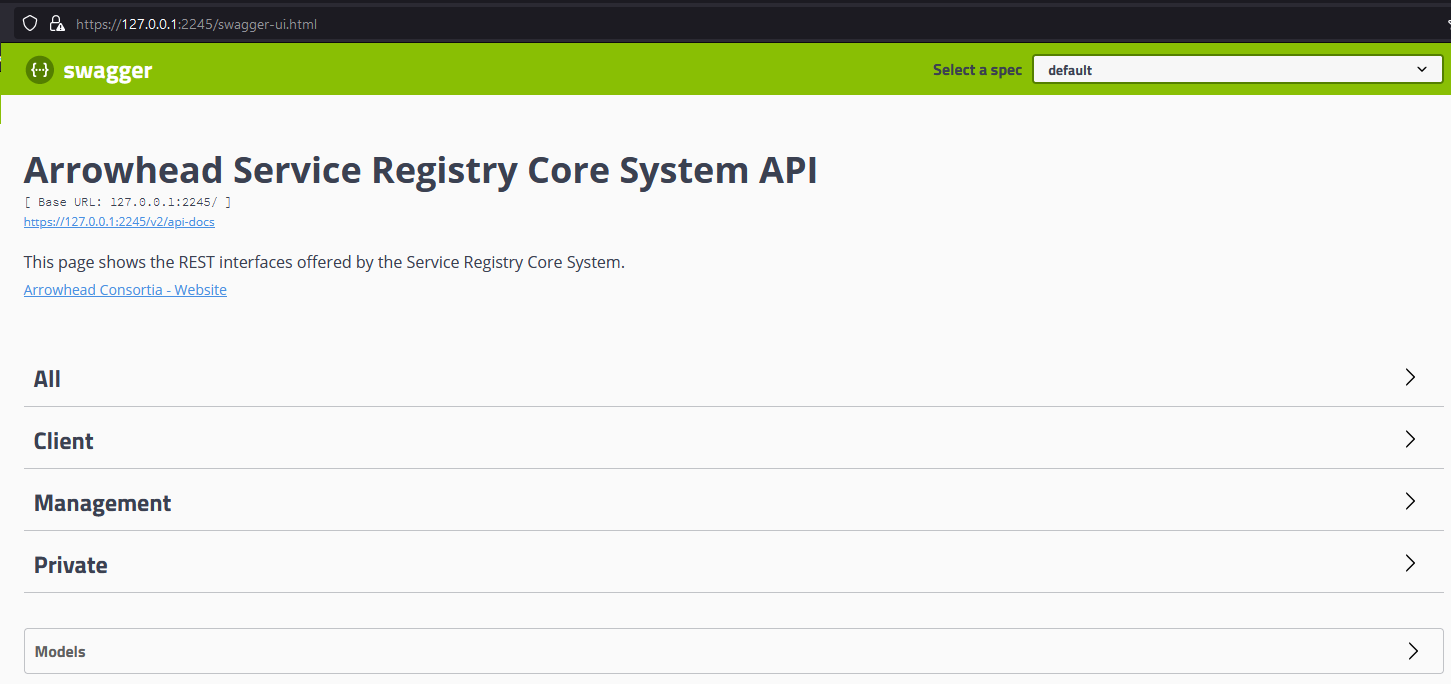 https://127.0.0.1:2245/swagger-ui.html
{··} swagger
Select a spec
default
Arrowhead Service Registry Core System API
[ Base URL: 127.0.0.1:2245/ ]
https://127.0.0.1:2245/v2/api-docs
This page shows the REST interfaces offered by the Service Registry Core System.
Arrowhead Consortia - Website
All
Client
Management
Private
Models